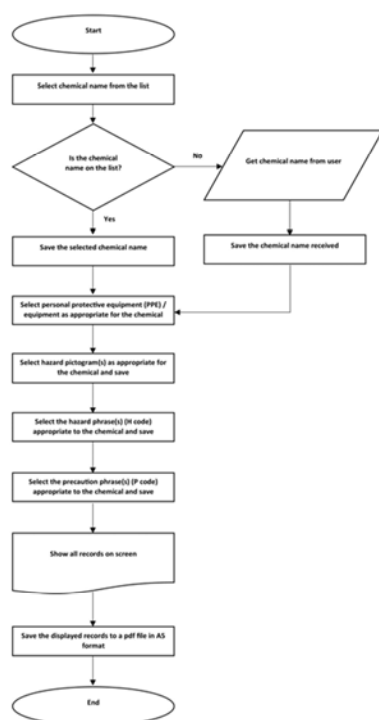 Start
Select chemical name from the list
Is the chemical
name on the list?
No
Get chemical name from user
Yes
Save the selected chemical name
Save the chemical name received
Select personal protective equipment (PPE) /
equipment as appropriate for the chemical
Select hazard pictogram(s) as appropriate for
the chemical and save
Select the hazard phrase(s) (H code)
appropriate to the chemical and save
Select the precaution phrase(s) (P code)
appropriate to the chemical and save
Show all records on screen
Save the displayed records to a pdf file in A5
format
End